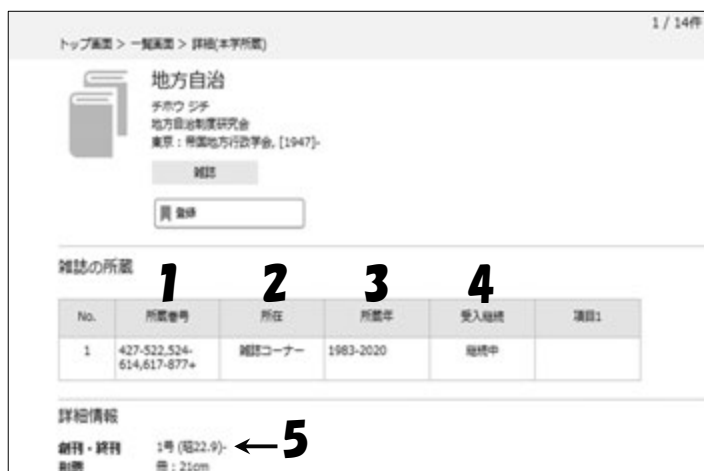 1 / 14件
トップ画面 > 一覧画面 > 詳細(本学所蔵)
地方自治
チホウ ジチ
地方自治制度研究会
東京 : 帝国地方行政学会, [1947]-
雑誌
登録
雑誌の所蔵
1 2 3 4
No. 所蔵巻号 所在 所蔵年 受入継続 項目1
1 427-522,524-614,617-877+ 雑誌コーナー 1983-2020 継続中
詳細情報
創刊・終刊 1号 (昭22.9)- ←5
冊 ; 21cm